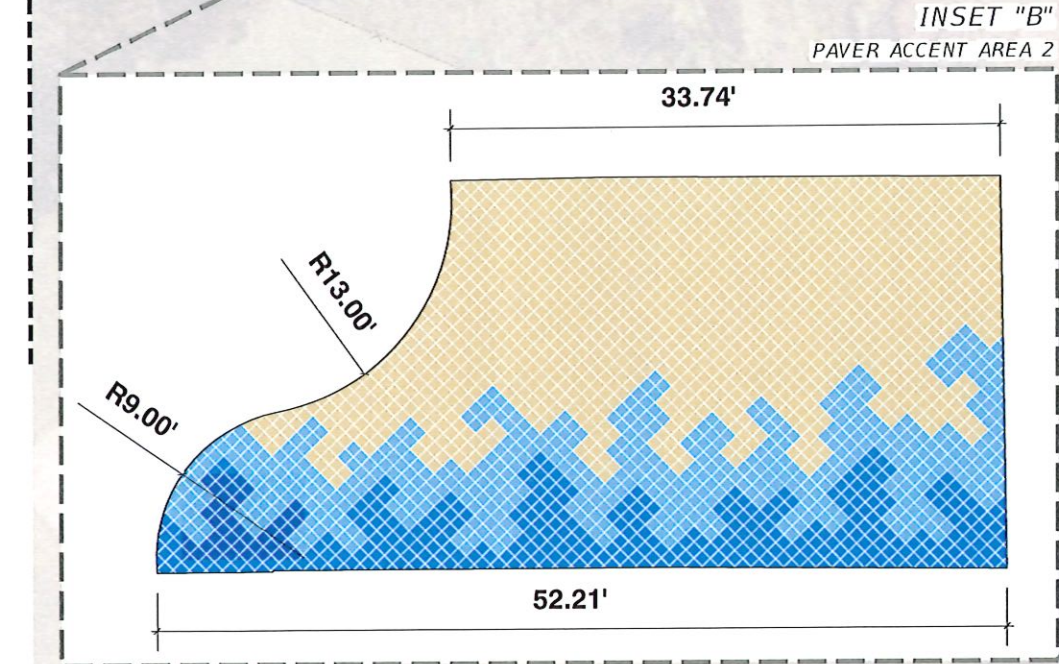 INSET "B"
PAVER ACCENT AREA 2
33.74'
R13.00'
R9.00'
52.21'